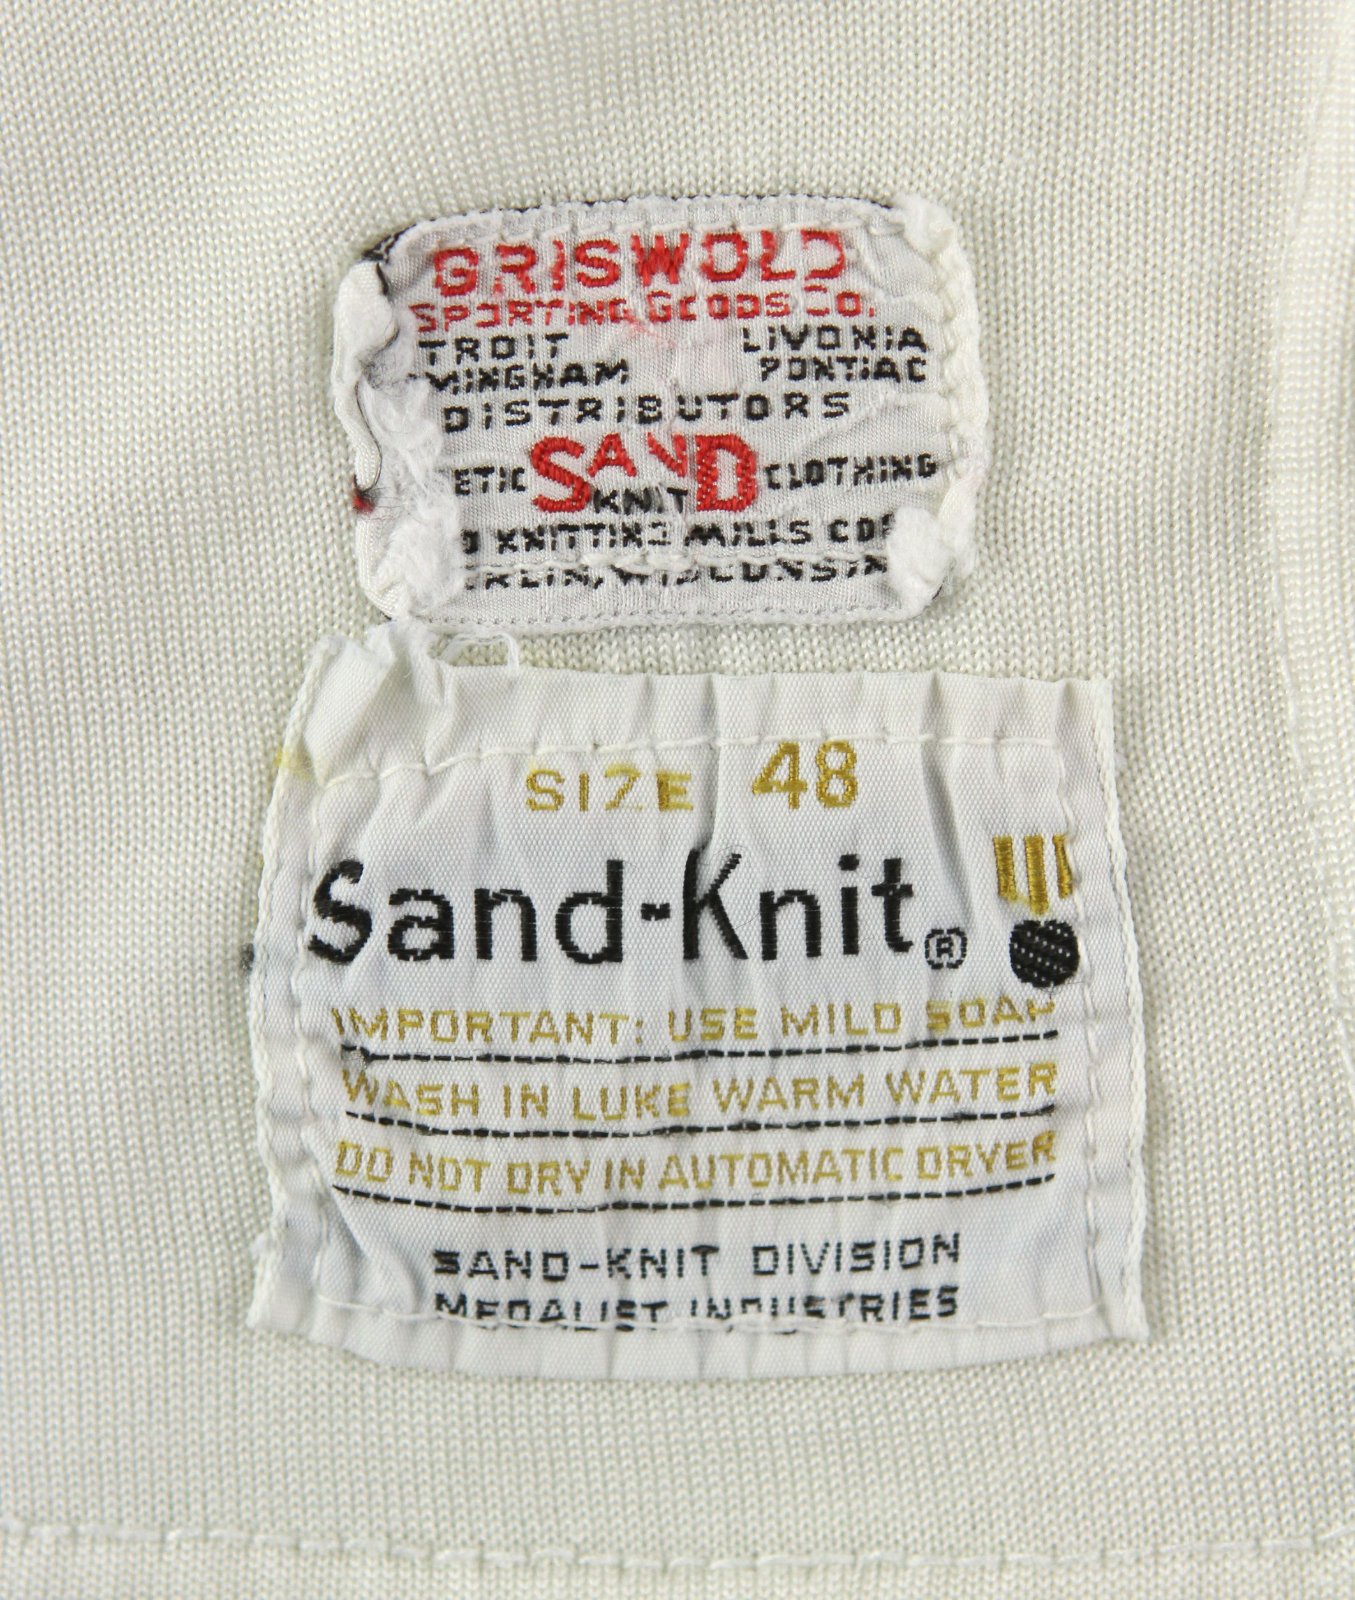 GRISWOLD
SPORTING GOODS CO.
TROIT LIVONIA
MINGHAM PONTIAC
DISTRIBUTORS
ETIC SAND KNIT CLOTHING
KNITTING MILLS
RLIN, WISCONSIN
SIZE 48
Sand-Knit®
IMPORTANT: USE MILD SOAP
WASH IN LUKE WARM WATER
DO NOT DRY IN AUTOMATIC DRYER
SAND-KNIT DIVISION
MEDALIST INDUSTRIES